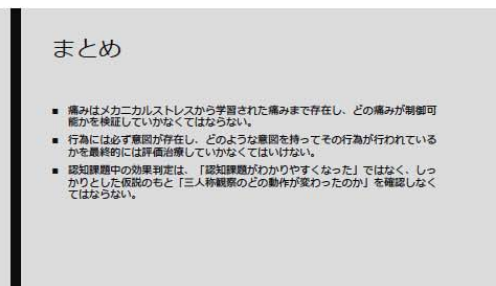 まとめ
■ 痛みはメカニカルストレスから学習された痛みまで存在し、どの痛みが制御可
能かを検証していかなくてはならない。
■ 行為には必ず意図が存在し、どのような意図を持ってその行為が行われている
かを最終的には評価治療していかなくてはいけない。
■ 認知課題中の効果判定は、「認知課題がわかりやすくなった」ではなく、しっ
かりとした仮説のもと「三人称観察のどの動作が変わったのか」を確認しなく
てはならない。